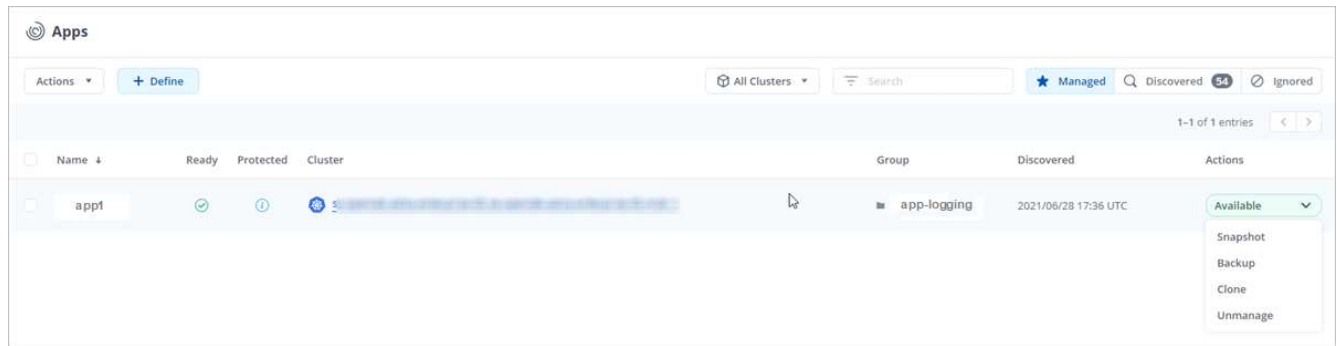 Apps
Actions + Define All Clusters Search Managed Discovered 54 Ignored
1–1 of 1 entries
Name Ready Protected Cluster Group Discovered Actions
app1 app-logging 2021/06/28 17:36 UTC Available
Snapshot
Backup
Clone
Unmanage